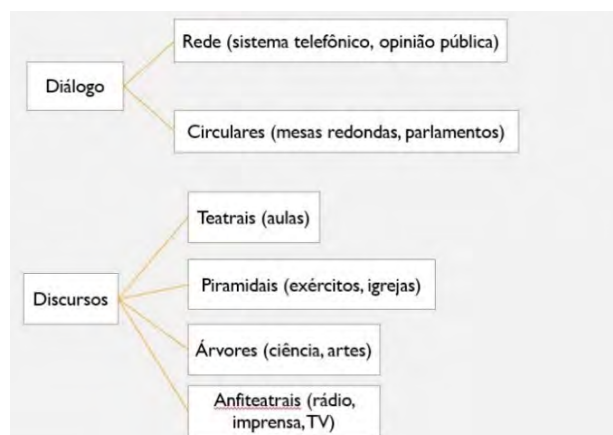 Rede (sistema telefônico, opinião pública)
Diálogo
Circulares (mesas redondas, parlamentos)
Teatrais (aulas)
Piramidais (exércitos, igrejas)
Discursos
Árvores (ciência, artes)
Anfiteatrais (rádio,
imprensa, TV)